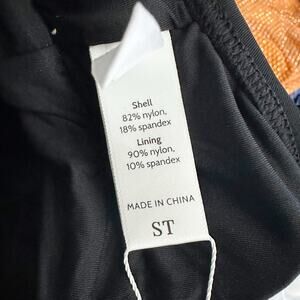 Shell
82% nylon,
18% spandex
Lining
90% nylon,
10% spandex
MADE IN CHINA
ST